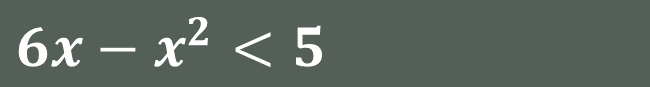 6x − x² < 5